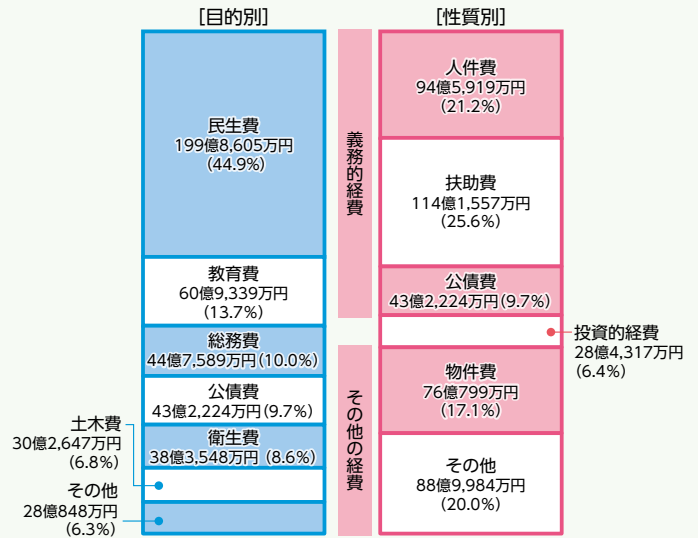 [目的別]
民生費
199億8,605万円
(44.9%)
教育費
60億9,339万円
(13.7%)
総務費
44億7,589万円(10.0%)
公債費
43億2,224万円(9.7%)
衛生費
38億3,548万円 (8.6%)
土木費
30億2,647万円
(6.8%)
その他
28億848万円
(6.3%)
[性質別]
義務的経費
人件費
94億5,919万円
(21.2%)
扶助費
114億1,557万円
(25.6%)
公債費
43億2,224万円(9.7%)
投資的経費
28億4,317万円
(6.4%)
その他の経費
物件費
76億799万円
(17.1%)
その他
88億9,984万円
(20.0%)